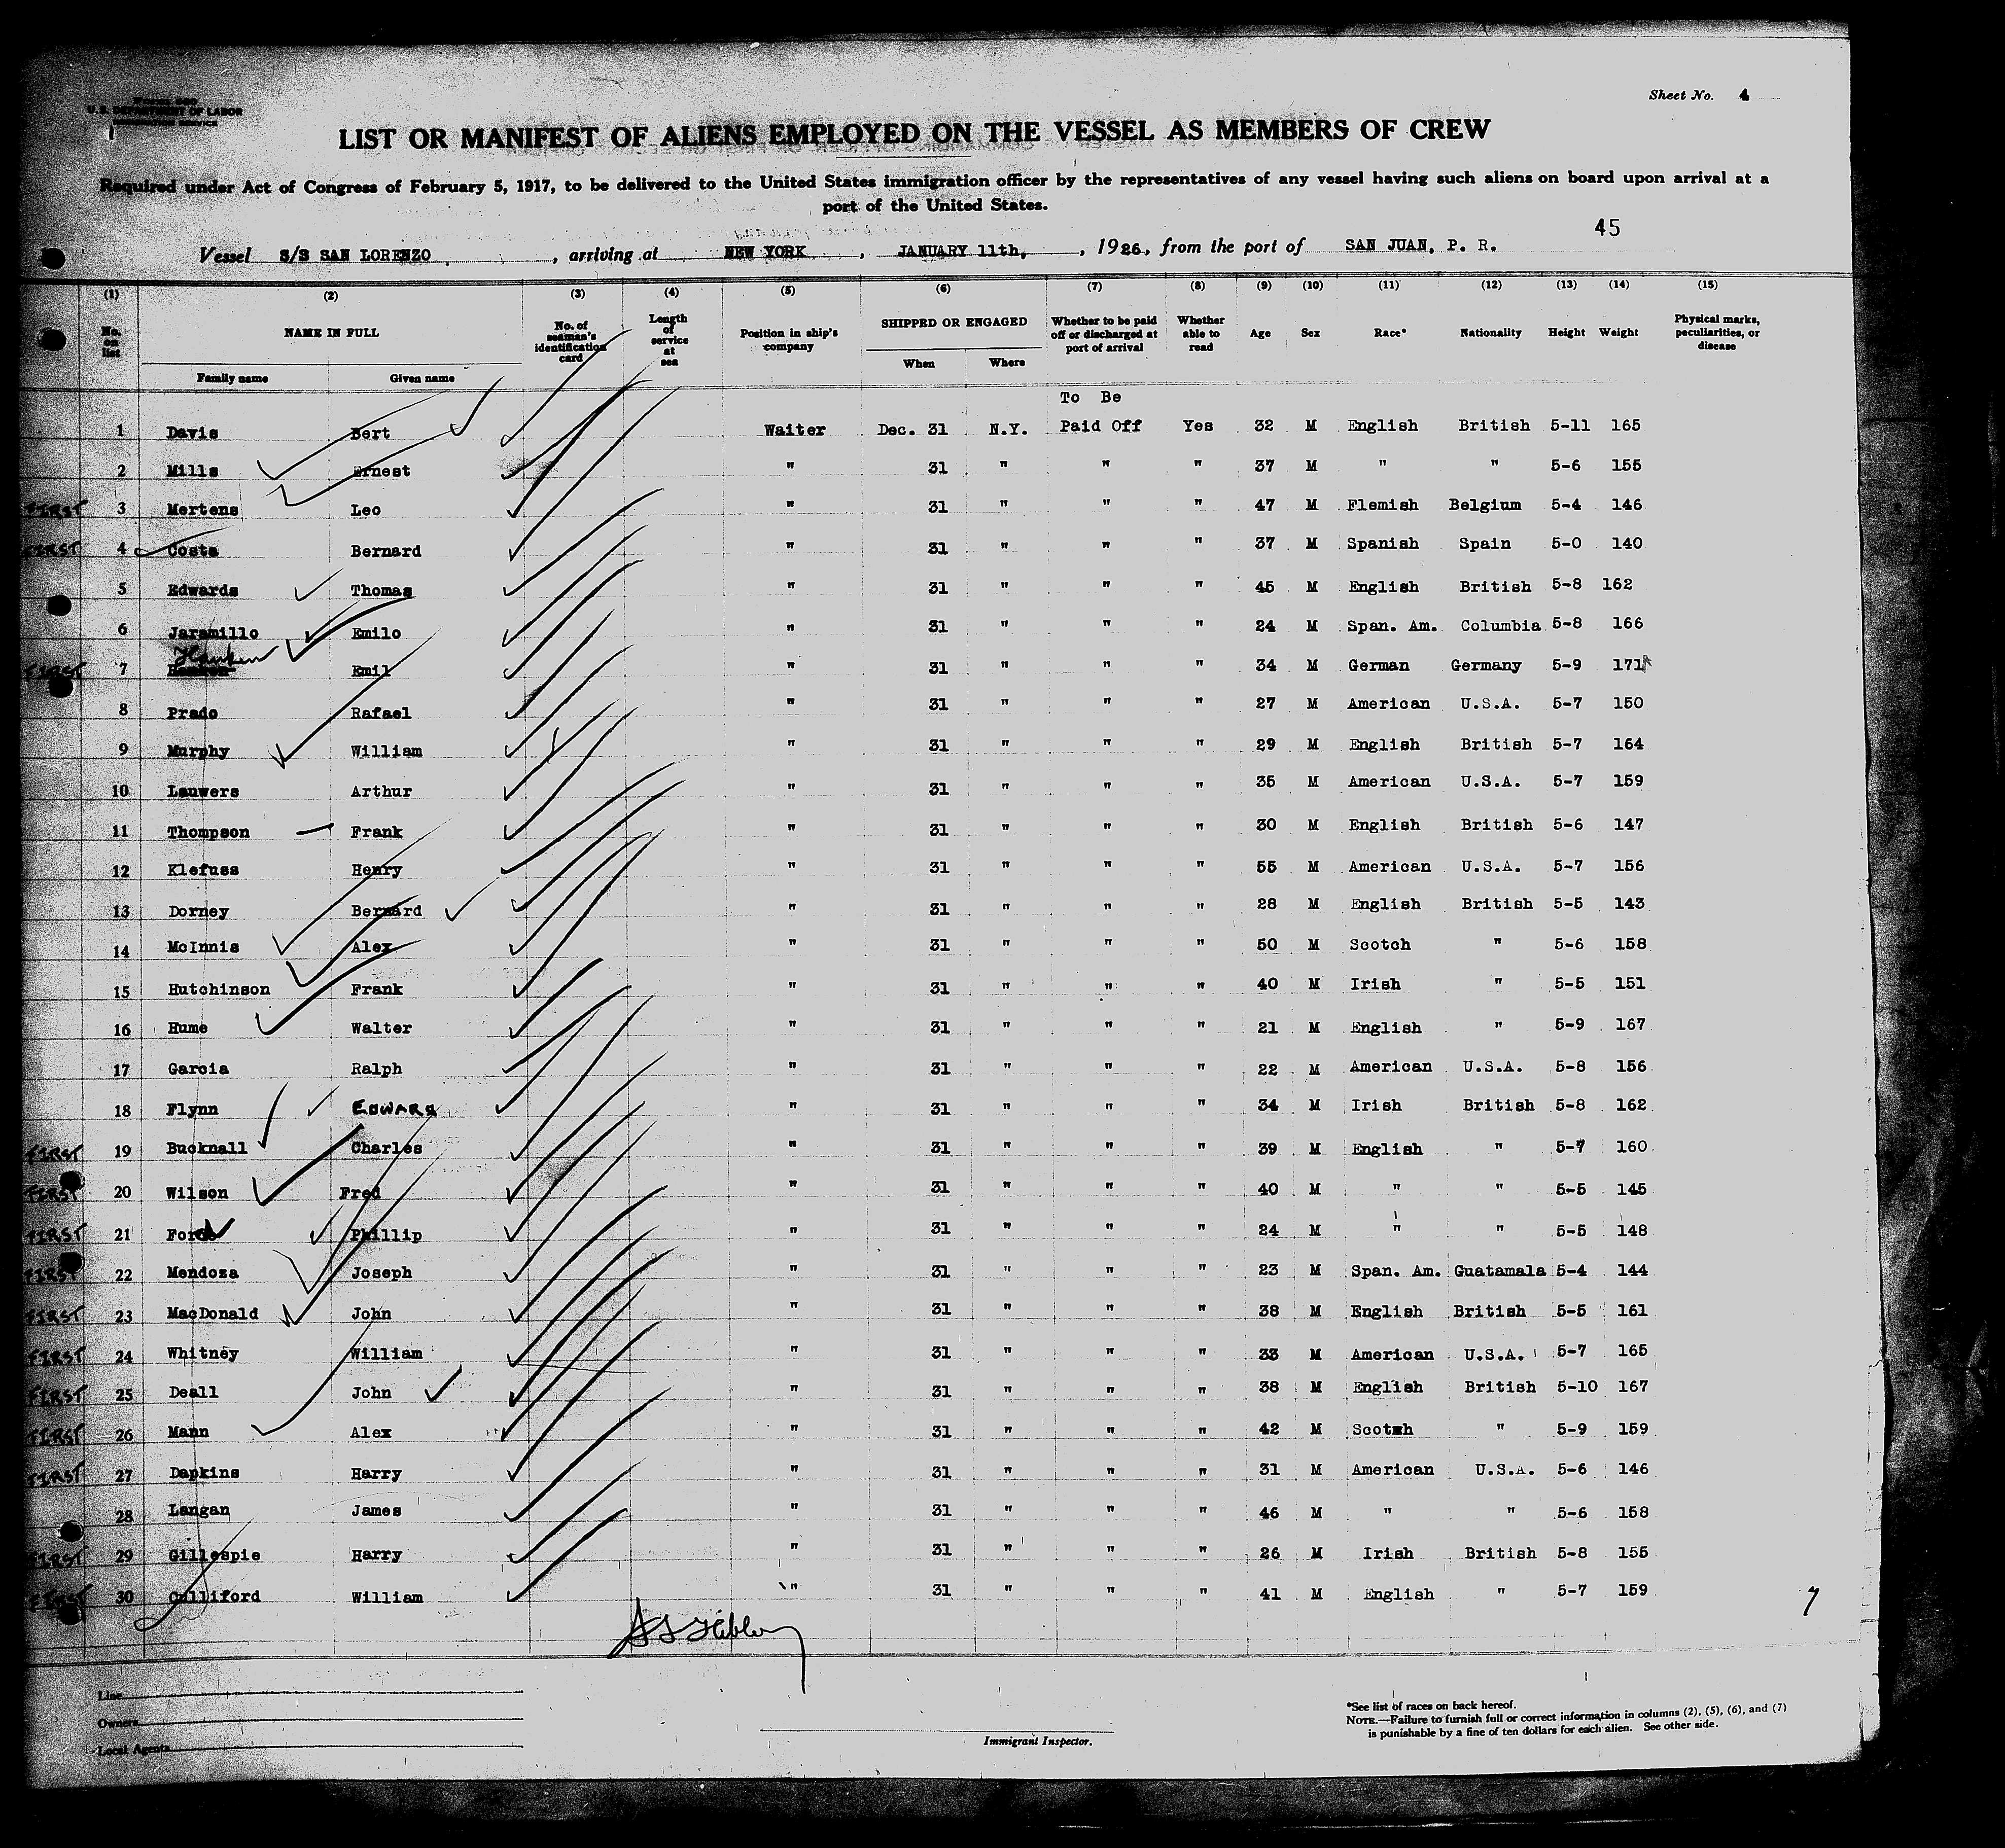 Sheet No. 4
U.S. DEPARTMENT OF LABOR
IMMIGRATION SERVICE
LIST OR MANIFEST OF ALIENS EMPLOYED ON THE VESSEL AS MEMBERS OF CREW
Required under Act of Congress of February 5, 1917, to be delivered to the United States immigration officer by the representatives of any vessel having such aliens on board upon arrival at a
port of the United States.
45
Vessel S/S SAN LORENZO, arriving at NEW YORK, JANUARY 11th, 1926, from the port of SAN JUAN, P. R.
(1) (2) (3) (4) (5) (6) (7) (8) (9) (10) (11) (12) (13) (14) (15)
No. on list NAME IN FULL Family name Given name No. of seaman's identification card Length of service at sea Position in ship's company SHIPPED OR ENGAGED When Where Whether to be paid off or discharged at port of arrival Whether able to read Age Sex Race* Nationality Height Weight Physical marks, peculiarities, or disease
To Be
1 Davis Bert Waiter Dec. 31 N.Y. Paid Off Yes 32 M English British 5-11 165
2 Mills Ernest " 31 " " " 37 M " " 5-6 155
FIRST 3 Mertens Leo " 31 " " " 47 M Flemish Belgium 5-4 146
FIRST 4 Costa Bernard " 31 " " " 37 M Spanish Spain 5-0 140
5 Edwards Thomas " 31 " " " 45 M English British 5-8 162
6 Jaramillo Emilo " 31 " " " 24 M Span. Am. Columbia 5-8 166
FIRST 7 Hanken Emil " 31 " " " 34 M German Germany 5-9 171
8 Prado Rafael " 31 " " " 27 M American U.S.A. 5-7 150
9 Murphy William " 31 " " " 29 M English British 5-7 164
10 Lauwers Arthur " 31 " " " 35 M American U.S.A. 5-7 159
11 Thompson Frank " 31 " " " 30 M English British 5-6 147
12 Klefuss Henry " 31 " " " 55 M American U.S.A. 5-7 156
13 Dorney Bernard " 31 " " " 28 M English British 5-5 143
14 McInnis Alex " 31 " " " 50 M Scotch " 5-6 158
15 Hutchinson Frank " 31 " " " 40 M Irish " 5-5 151
16 Hume Walter " 31 " " " 21 M English " 5-9 167
17 Garcia Ralph " 31 " " " 22 M American U.S.A. 5-8 156
18 Flynn EDWARD " 31 " " " 34 M Irish British 5-8 162
FIRST 19 Bucknall Charles " 31 " " " 39 M English " 5-7 160
FIRST 20 Wilson Fred " 31 " " " 40 M " " 5-5 145
FIRST 21 Phillip " 31 " " " 24 M " " 5-5 148
FIRST 22 Mendoza Joseph " 31 " " " 23 M Span. Am. Guatamala 5-4 144
FIRST 23 MacDonald John " 31 " " " 38 M English British 5-5 161
FIRST 24 Whitney William " 31 " " " 33 M American U.S.A. 5-7 165
FIRST 25 Deall John " 31 " " " 38 M English British 5-10 167
FIRST 26 Mann Alex " 31 " " " 42 M Scotch " 5-9 159
FIRST 27 Dapkins Harry " 31 " " " 31 M American U.S.A. 5-6 146
28 Langan James " 31 " " " 46 M " " 5-6 158
FIRST 29 Gillespie Harry " 31 " " " 26 M Irish British 5-8 155
FIRST 30 Culliford William " 31 " " " 41 M English " 5-7 159
7
Line
Owners
Local Agents
Immigrant Inspector.
*See list of races on back hereof.
NOTE.—Failure to furnish full or correct information in columns (2), (5), (6), and (7)
is punishable by a fine of ten dollars for each alien. See other side.